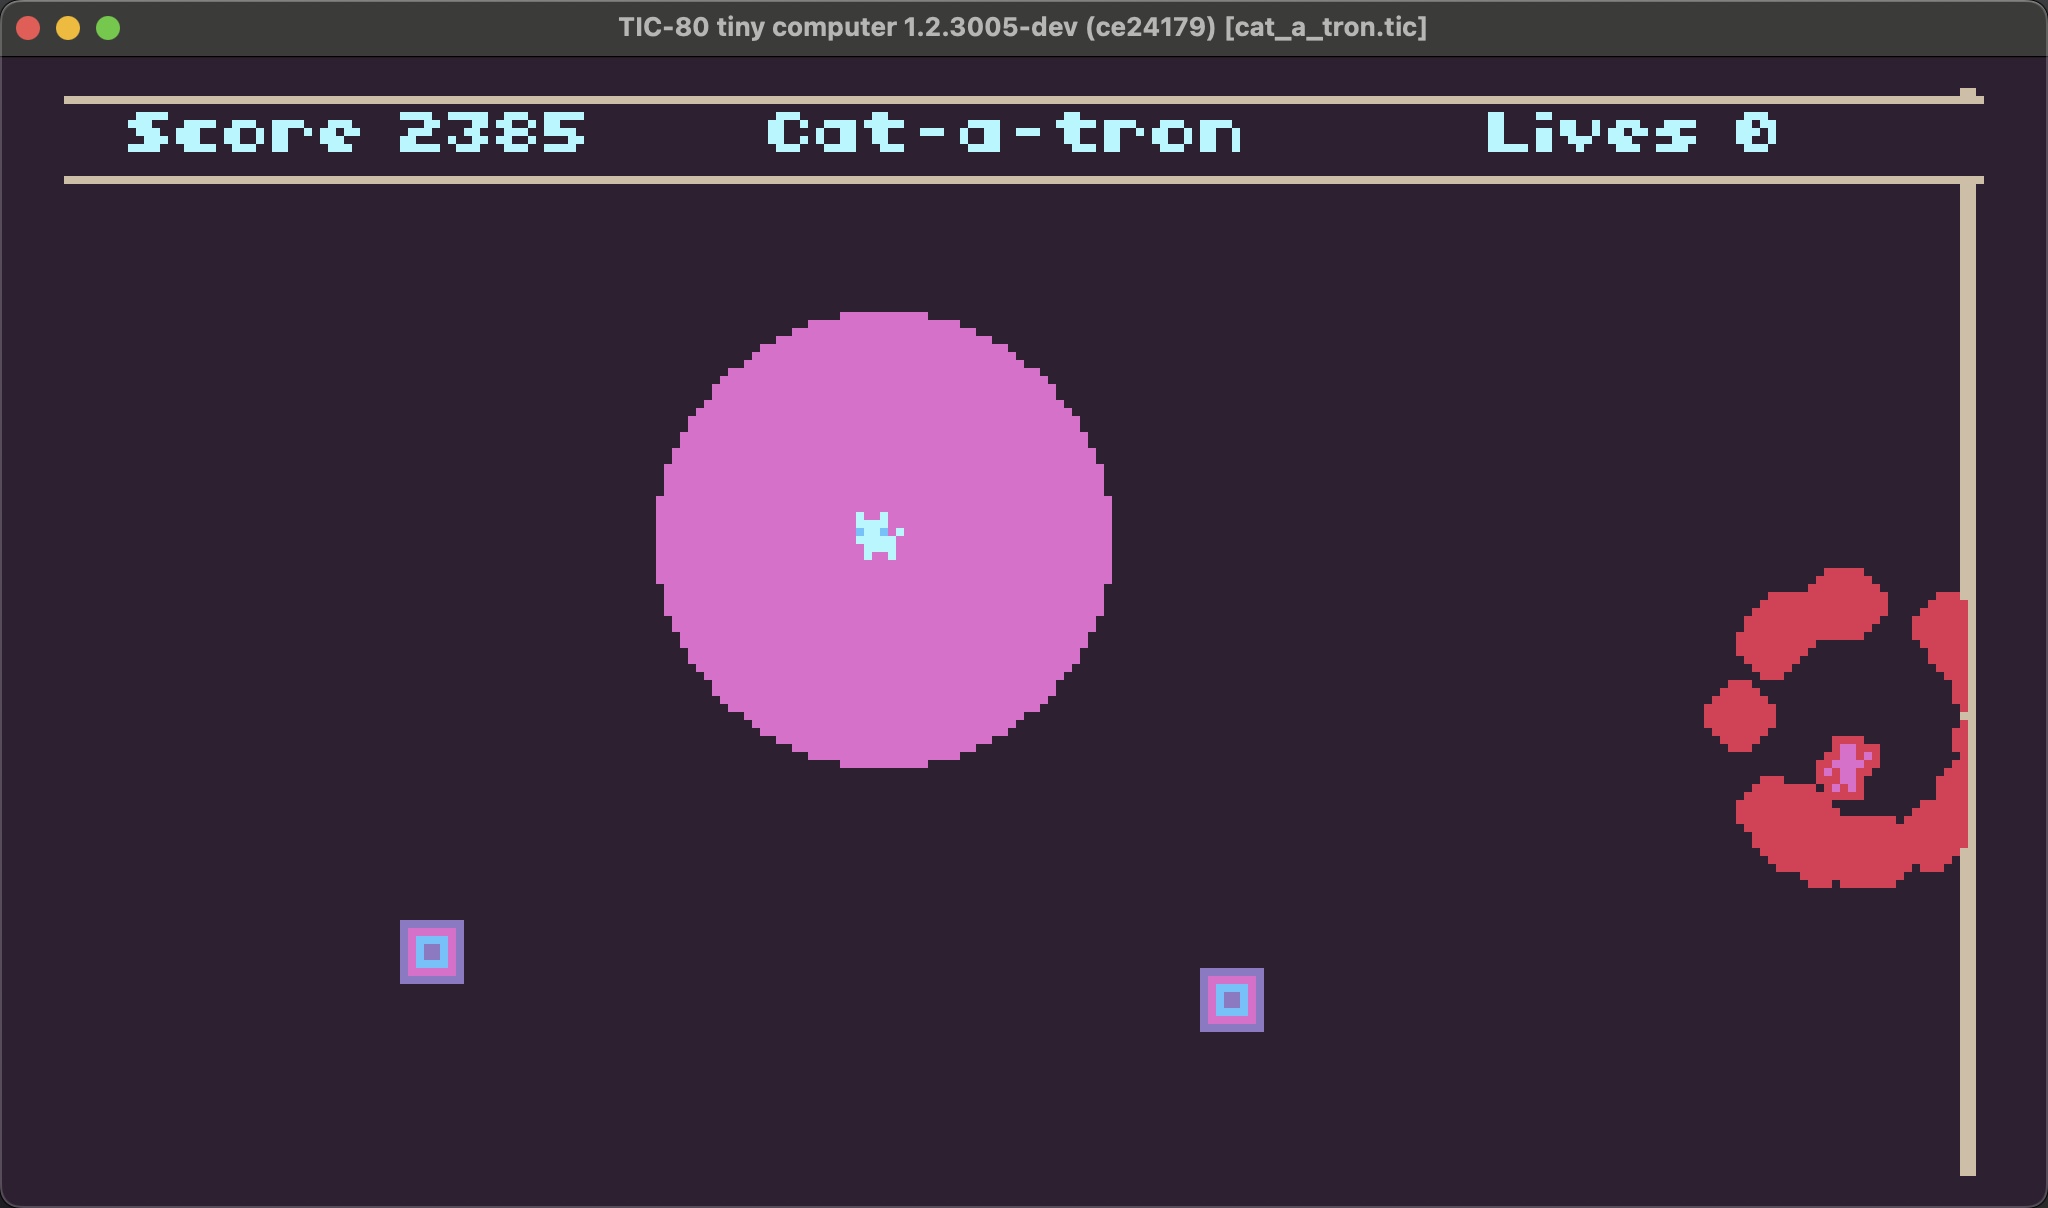 TIC-80 tiny computer 1.2.3005-dev (ce24179) [cat_a_tron.tic]
Score 2385 Cat-a-tron Lives 0